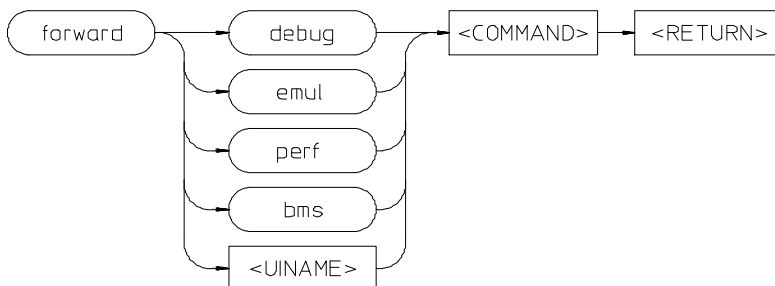 forward debug <COMMAND> <RETURN>
emul
perf
bms
<UINAME>